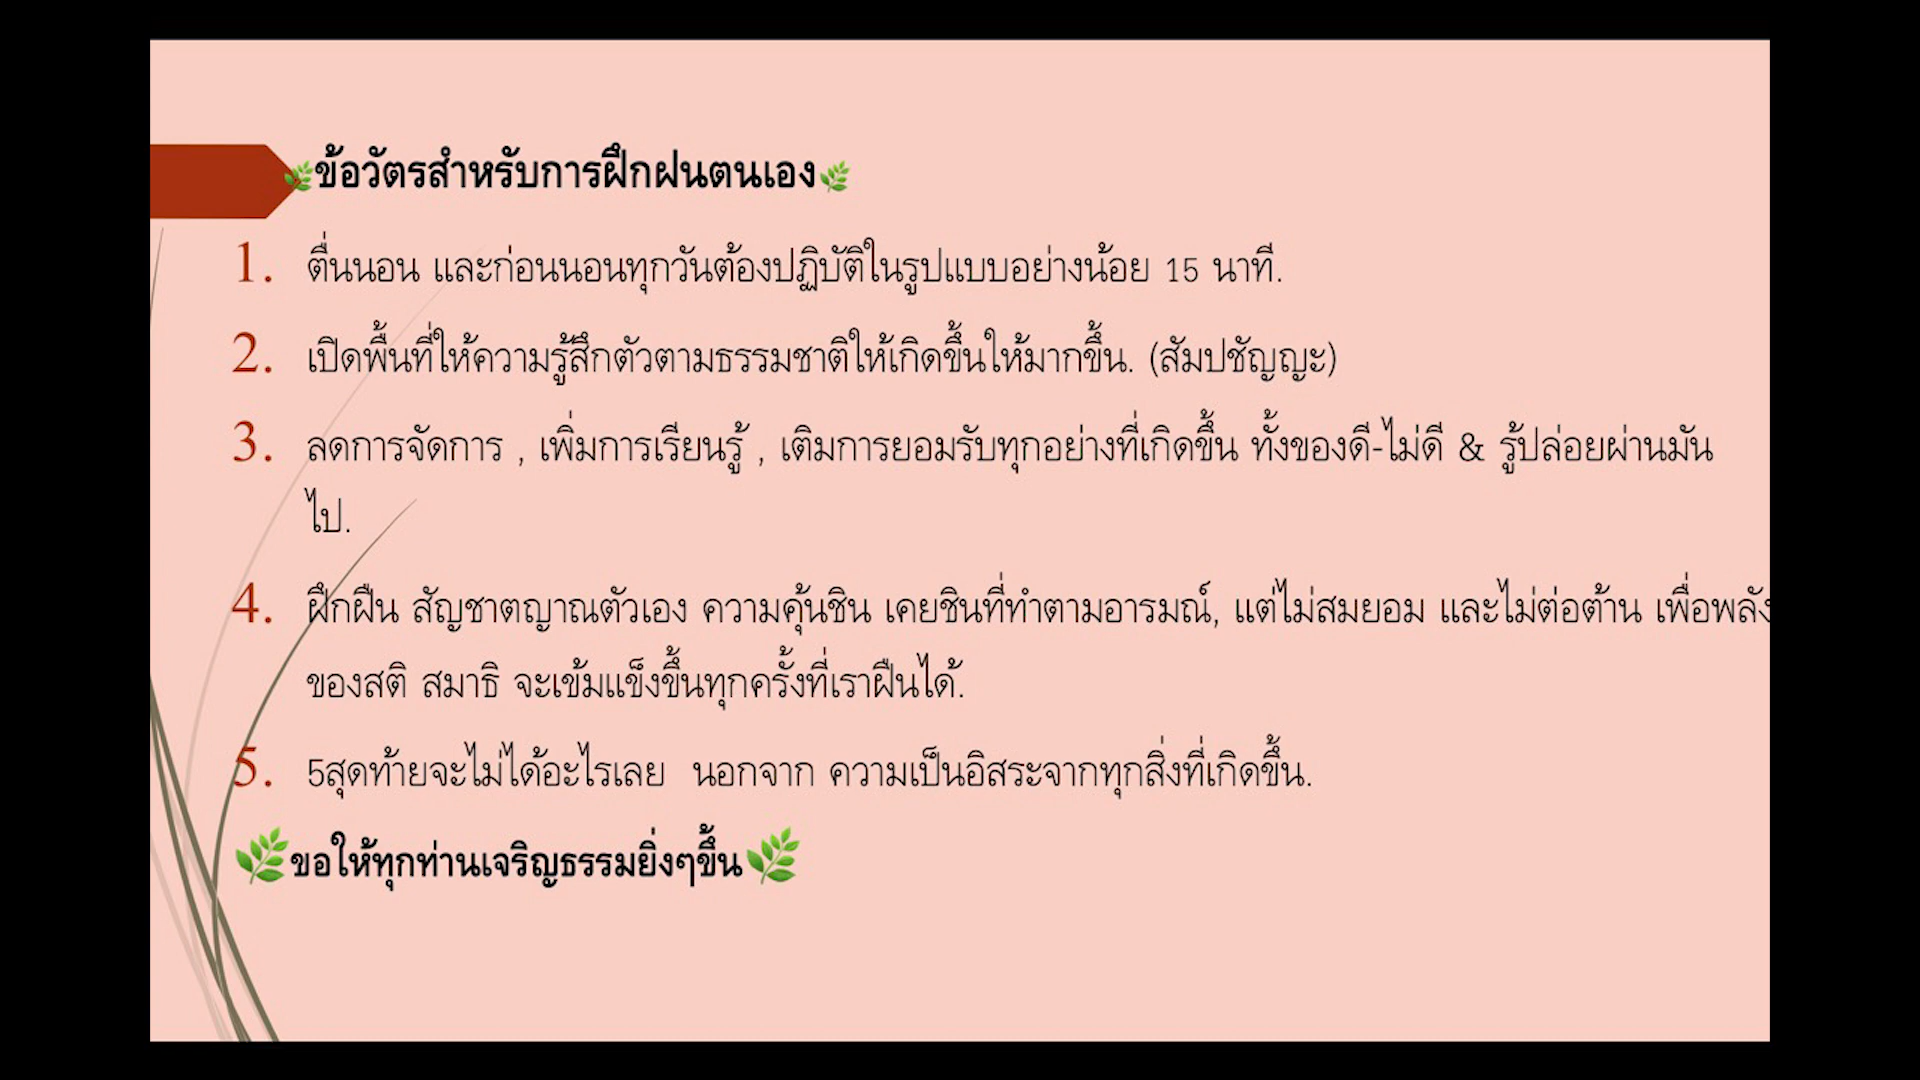 🌿ข้อวัตรสำหรับการฝึกฝนตนเอง🌿
1. ตื่นนอน และก่อนนอนทุกวันต้องปฏิบัติในรูปแบบอย่างน้อย 15 นาที.
2. เปิดพื้นที่ให้ความรู้สึกตัวตามธรรมชาติให้เกิดขึ้นให้มากขึ้น. (สัมปชัญญะ)
3. ลดการจัดการ , เพิ่มการเรียนรู้ , เติมการยอมรับทุกอย่างที่เกิดขึ้น ทั้งของดี-ไม่ดี & รู้ปล่อยผ่านมัน
ไป.
4. ฝึกฝืน สัญชาตญาณตัวเอง ความคุ้นชิน เคยชินที่ทำตามอารมณ์, แต่ไม่สมยอม และไม่ต่อต้าน เพื่อพลัง
ของสติ สมาธิ จะเข้มแข็งขึ้นทุกครั้งที่เราฝืนได้.
5. 5สุดท้ายจะไม่ได้อะไรเลย นอกจาก ความเป็นอิสระจากทุกสิ่งที่เกิดขึ้น.
🌿ขอให้ทุกท่านเจริญธรรมยิ่งๆขึ้น🌿